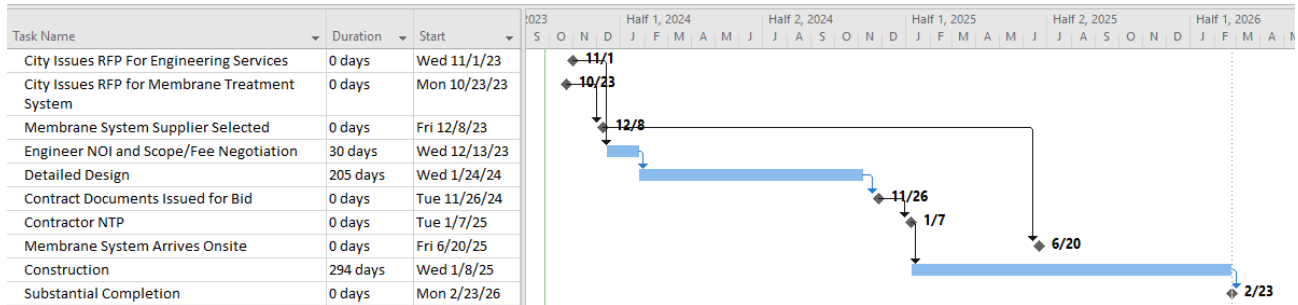 2023 Half 1, 2024 Half 2, 2024 Half 1, 2025 Half 2, 2025 Half 1, 2026
Task Name Duration Start S O N D J F M A M J J A S O N D J F M A M J J A S O N D J F M A M
City Issues RFP For Engineering Services 0 days Wed 11/1/23 11/1
City Issues RFP for Membrane Treatment 0 days Mon 10/23/23 10/23
System
Membrane System Supplier Selected 0 days Fri 12/8/23 12/8
Engineer NOI and Scope/Fee Negotiation 30 days Wed 12/13/23
Detailed Design 205 days Wed 1/24/24
Contract Documents Issued for Bid 0 days Tue 11/26/24 11/26
Contractor NTP 0 days Tue 1/7/25 1/7
Membrane System Arrives Onsite 0 days Fri 6/20/25 6/20
Construction 294 days Wed 1/8/25
Substantial Completion 0 days Mon 2/23/26 2/23